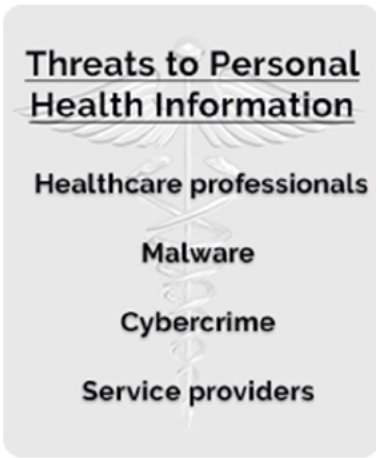 Threats to Personal
Health Information
Healthcare professionals
Malware
Cybercrime
Service providers